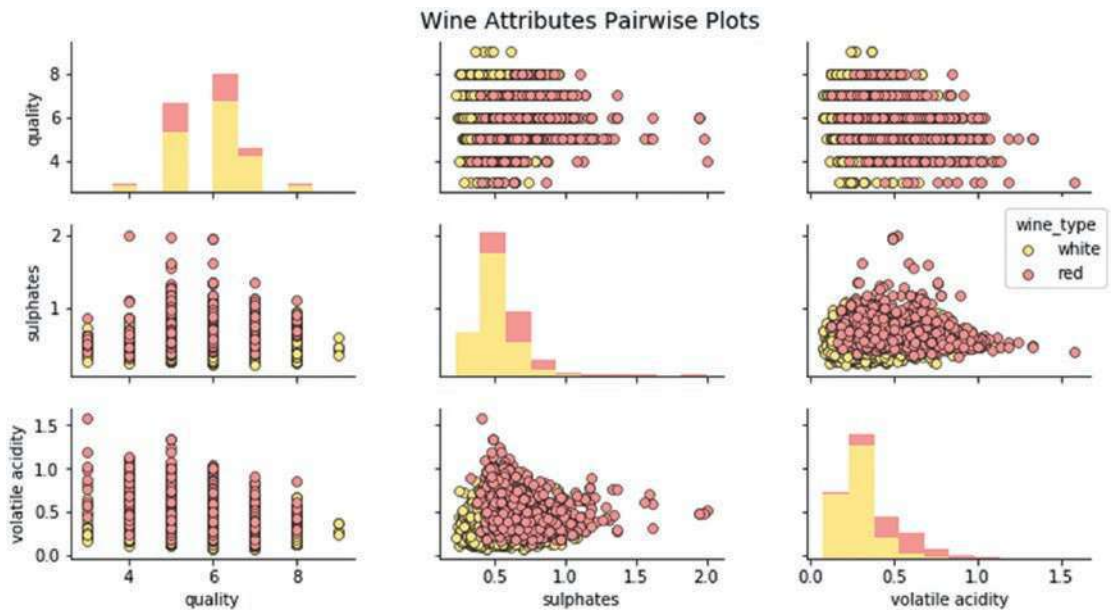 Wine Attributes Pairwise Plots
quality
8
6
4
sulphates
2
1
wine_type
white
red
volatile acidity
1.5
1.0
0.5
0.0
4 6 8
0.5 1.0 1.5 2.0
0.0 0.5 1.0 1.5
quality
sulphates
volatile acidity